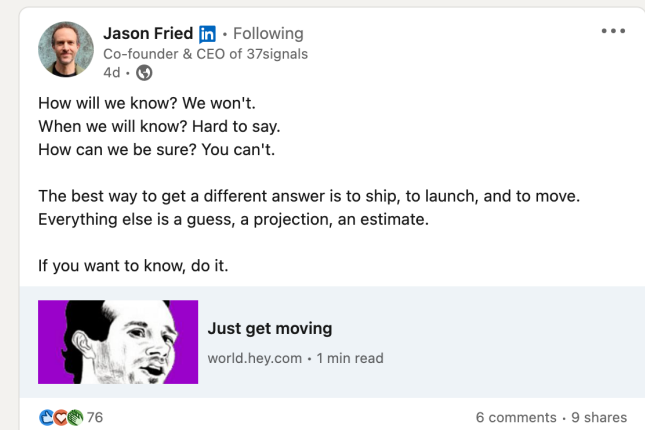 Jason Fried in • Following
Co-founder & CEO of 37signals
4d •
How will we know? We won't.
When we will know? Hard to say.
How can we be sure? You can't.
The best way to get a different answer is to ship, to launch, and to move.
Everything else is a guess, a projection, an estimate.
If you want to know, do it.
Just get moving
world.hey.com • 1 min read
76
6 comments • 9 shares